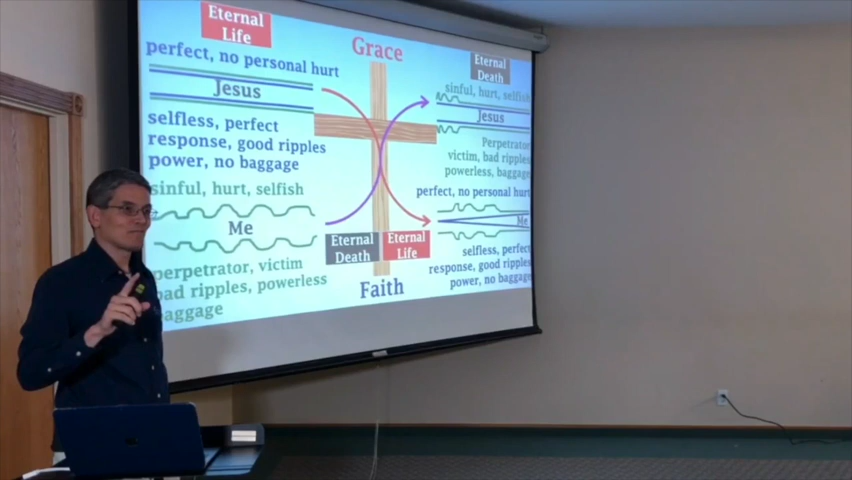 Eternal
Life
perfect, no personal hurt
Jesus
selfless, perfect
response, good ripples
power, no baggage
sinful, hurt, selfish
Me
perpetrator, victim
bad ripples, powerless
baggage
Grace
Eternal
Death
Eternal
Life
Faith
Eternal
Death
sinful, hurt, selfish
Jesus
Perpetrator
victim, bad ripples
powerless, baggage
perfect, no personal hurt
Me
selfless, perfect
response, good ripples
power, no baggage